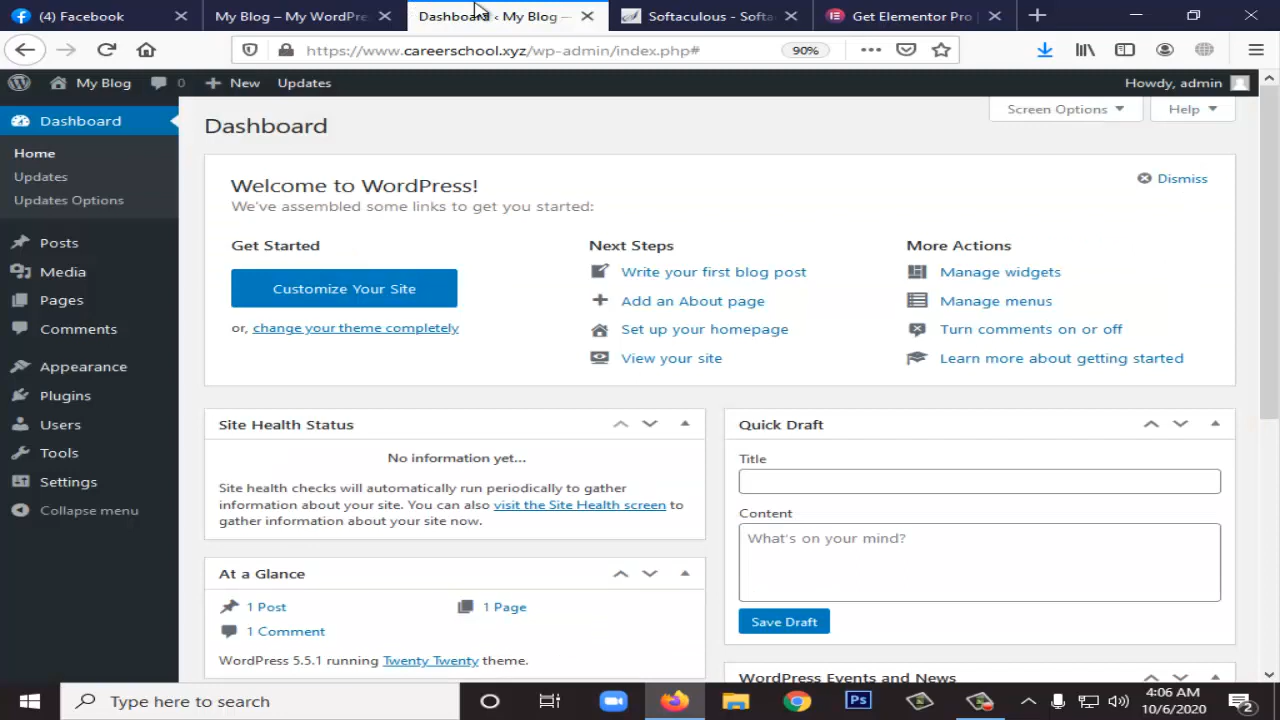 (4) Facebook
My Blog – My WordPre
Dashboard ‹ My Blog —
Softaculous - Softa
Get Elementor Pro |
https://www.careerschool.xyz/wp-admin/index.php#
90%
My Blog
0
New
Updates
Howdy, admin
Dashboard
Home
Updates
Updates Options
Posts
Media
Pages
Comments
Appearance
Plugins
Users
Tools
Settings
Collapse menu
Dashboard
Screen Options
Help
Welcome to WordPress!
We've assembled some links to get you started:
Dismiss
Get Started
Customize Your Site
or, change your theme completely
Next Steps
Write your first blog post
Add an About page
Set up your homepage
View your site
More Actions
Manage widgets
Manage menus
Turn comments on or off
Learn more about getting started
Site Health Status
No information yet...
Site health checks will automatically run periodically to gather
information about your site. You can also visit the Site Health screen to
gather information about your site now.
At a Glance
1 Post
1 Page
1 Comment
WordPress 5.5.1 running Twenty Twenty theme.
Quick Draft
Title
Content
What's on your mind?
Save Draft
WordPress Events and News
Type here to search
Ps
4:06 AM
10/6/2020
2